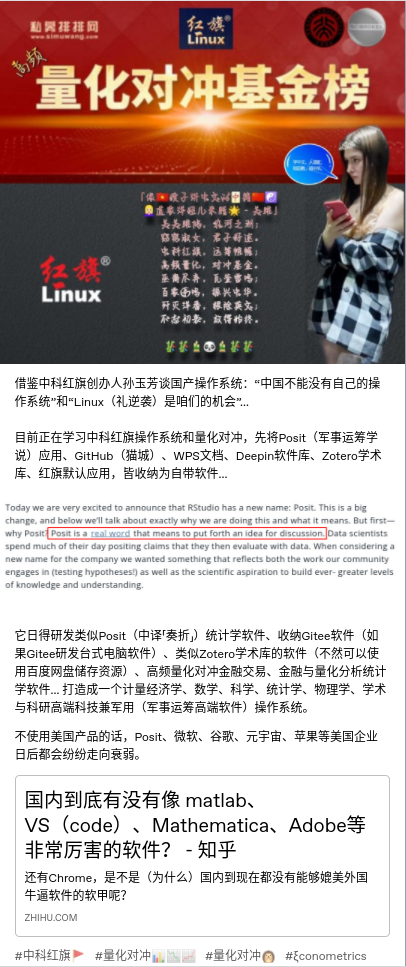 私募排排网
www.simuwang.com
红旗®
Linux
高频
量化对冲基金榜
红旗®
Linux
关关雎鸠，在河之洲；
窈窕淑女，君子好逑。
借鉴中科红旗创办人孙玉芳谈国产操作系统：“中国不能没有自己的操
作系统”和“Linux（礼逆袭）是咱们的机会”...
目前正在学习中科红旗操作系统和量化对冲，先将Posit（军事运筹学
说）应用、GitHub（猫城）、WPS文档、Deepin软件库、Zotero学术
库、红旗默认应用，皆收纳为自带软件...
Today we are very excited to announce that RStudio has a new name: Posit. This is a big
change, and below we'll talk about exactly why we are doing this and what it means. But first—
why Posit? Posit is a real word that means to put forth an idea for discussion. Data scientists
spend much of their day positing claims that they then evaluate with data. When considering a
new name for the company we wanted something that reflects both the work our community
engages in (testing hypotheses!) as well as the scientific aspiration to build ever- greater levels
of knowledge and understanding.
它日得研发类似Posit（中译「奏折」）统计学软件、收纳Gitee软件（如
果Gitee研发台式电脑软件）、类似Zotero学术库的软件（不然可以使
用百度网盘储存资源）、高频量化对冲金融交易、金融与量化分析统计
学软件... 打造成一个计量经济学、数学、科学、统计学、物理学、学术
与科研高端科技兼军用（军事运筹高端软件）操作系统。
不使用美国产品的话，Posit、微软、谷歌、元宇宙、苹果等美国企业
日后都会纷纷走向衰弱。
国内到底有没有像 matlab、
VS（code）、Mathematica、Adobe等
非常厉害的软件？ - 知乎
还有Chrome，是不是（为什么）国内到现在都没有能够媲美外国
牛逼软件的软甲呢？
ZHIHU.COM
#中科红旗🚩 #量化对冲📊📉📈 #量化对冲🐵 #ξconometrics